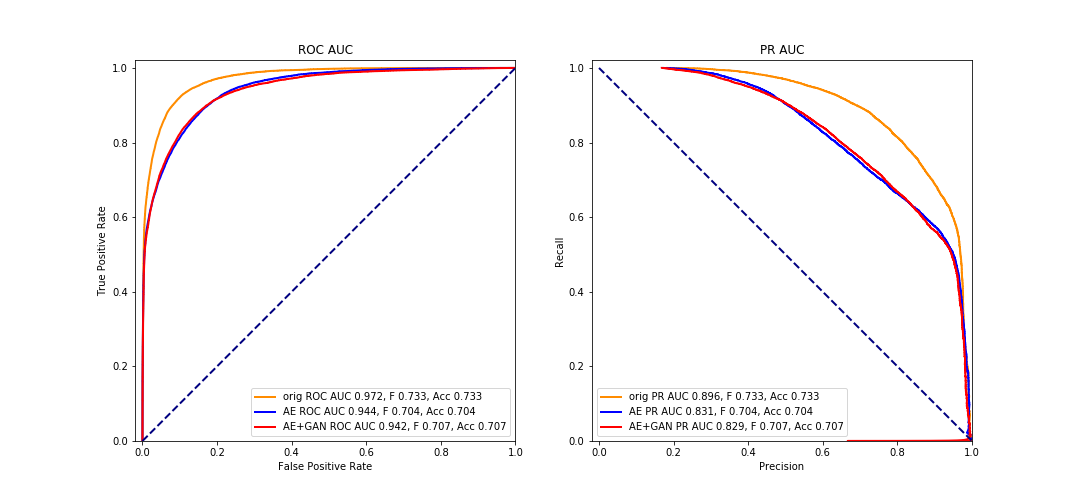 ROC AUC
True Positive Rate
1.0
0.8
0.6
0.4
0.2
0.0
orig ROC AUC 0.972, F 0.733, Acc 0.733
AE ROC AUC 0.944, F 0.704, Acc 0.704
AE+GAN ROC AUC 0.942, F 0.707, Acc 0.707
0.0 0.2 0.4 0.6 0.8 1.0
False Positive Rate
PR AUC
Recall
1.0
0.8
0.6
0.4
0.2
0.0
orig PR AUC 0.896, F 0.733, Acc 0.733
AE PR AUC 0.831, F 0.704, Acc 0.704
AE+GAN PR AUC 0.829, F 0.707, Acc 0.707
0.0 0.2 0.4 0.6 0.8 1.0
Precision